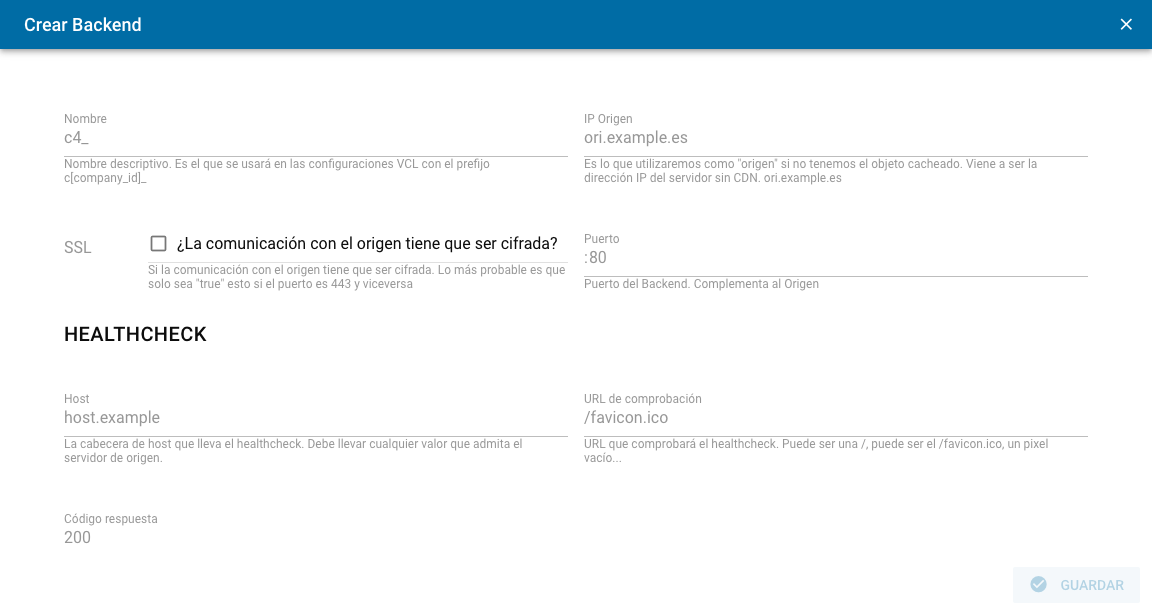 Crear Backend
Nombre
c4_
Nombre descriptivo. Es el que se usará en las configuraciones VCL con el prefijo
c[company_id]_
IP Origen
ori.example.es
Es lo que utilizaremos como "origen" si no tenemos el objeto cacheado. Viene a ser la
dirección IP del servidor sin CDN. ori.example.es
SSL
¿La comunicación con el origen tiene que ser cifrada?
Si la comunicación con el origen tiene que ser cifrada. Lo más probable es que
solo sea "true" esto si el puerto es 443 y viceversa
Puerto
:80
Puerto del Backend. Complementa al Origen
HEALTHCHECK
Host
host.example
La cabecera de host que lleva el healthcheck. Debe llevar cualquier valor que admita el
servidor de origen.
URL de comprobación
/favicon.ico
URL que comprobará el healthcheck. Puede ser una /, puede ser el /favicon.ico, un pixel
vacío...
Código respuesta
200
GUARDAR